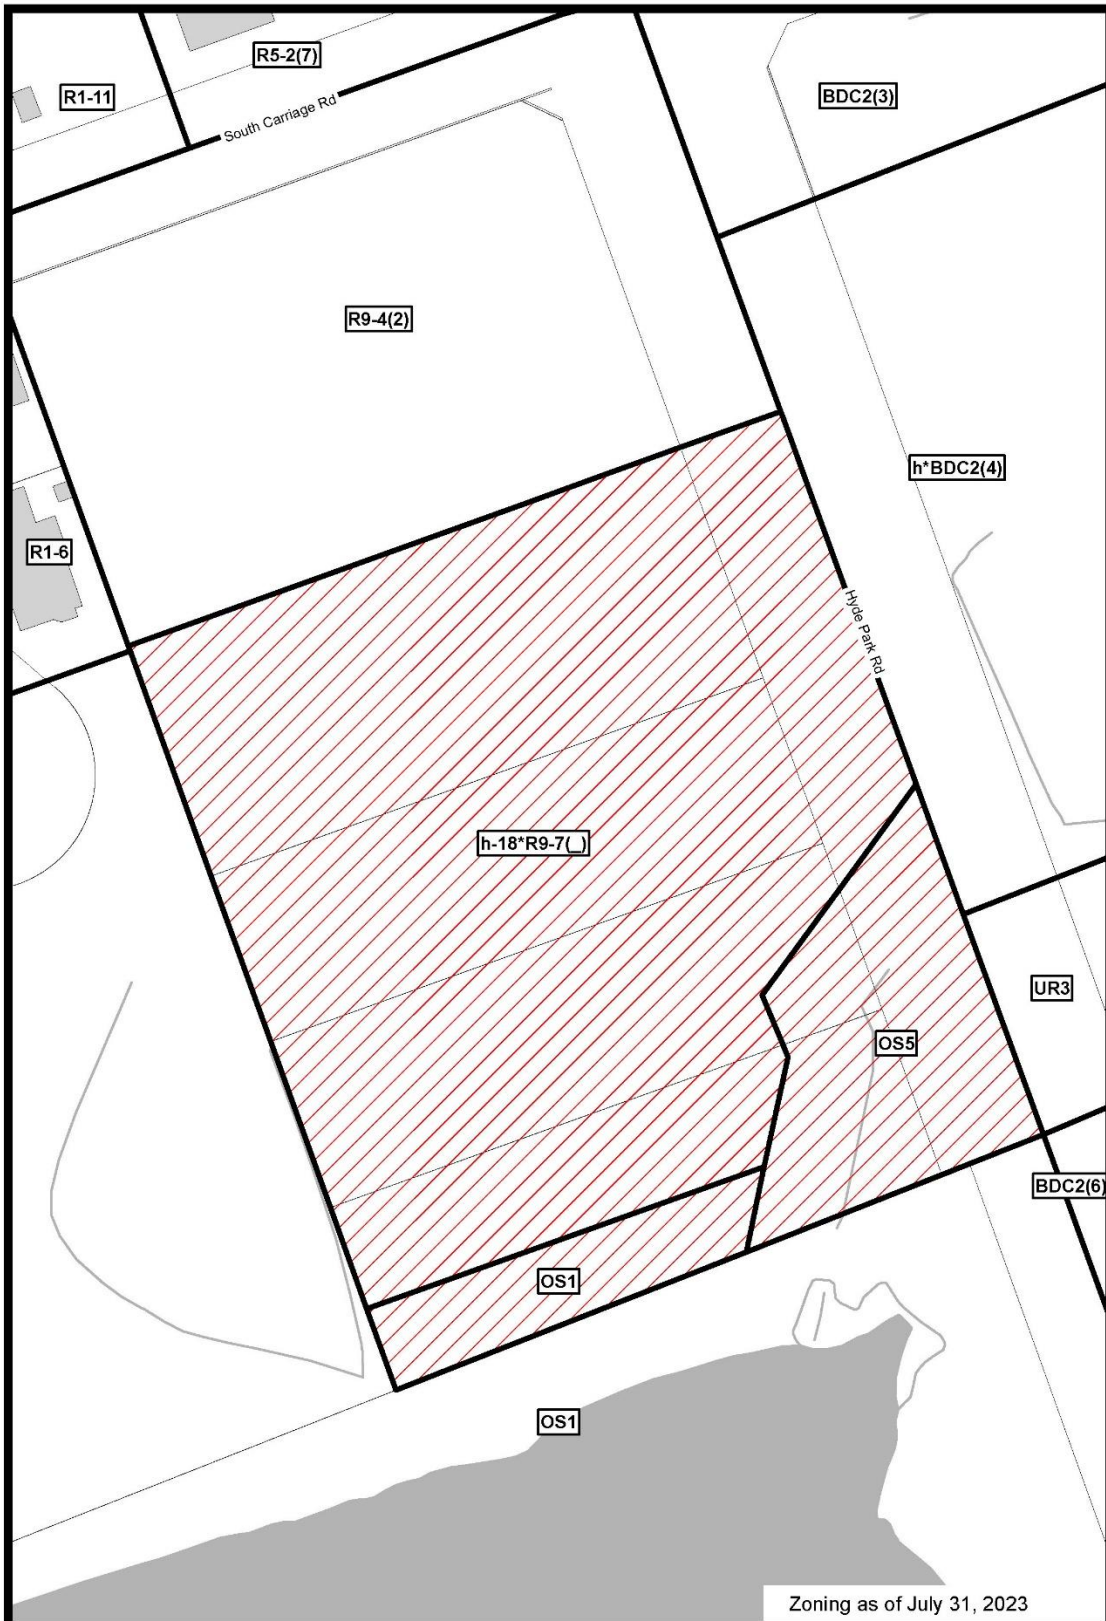 R5-2(7)
R1-11
BDC2(3)
South Carriage Rd
R9-4(2)
h*BDC2(4)
R1-6
Hyde Park Rd
h-18*R9-7(_)
UR3
OS5
BDC2(6)
OS1
OS1
Zoning as of July 31, 2023